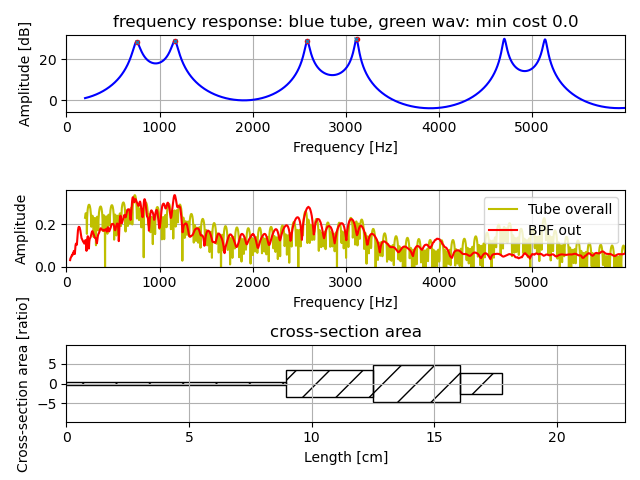 frequency response: blue tube, green wav: min cost 0.0
Amplitude [dB]
20
0
0 1000 2000 3000 4000 5000
Frequency [Hz]
Amplitude
0.2
0.0
Tube overall
BPF out
0 1000 2000 3000 4000 5000
Frequency [Hz]
cross-section area
Cross-section area [ratio]
5
0
−5
0 5 10 15 20
Length [cm]